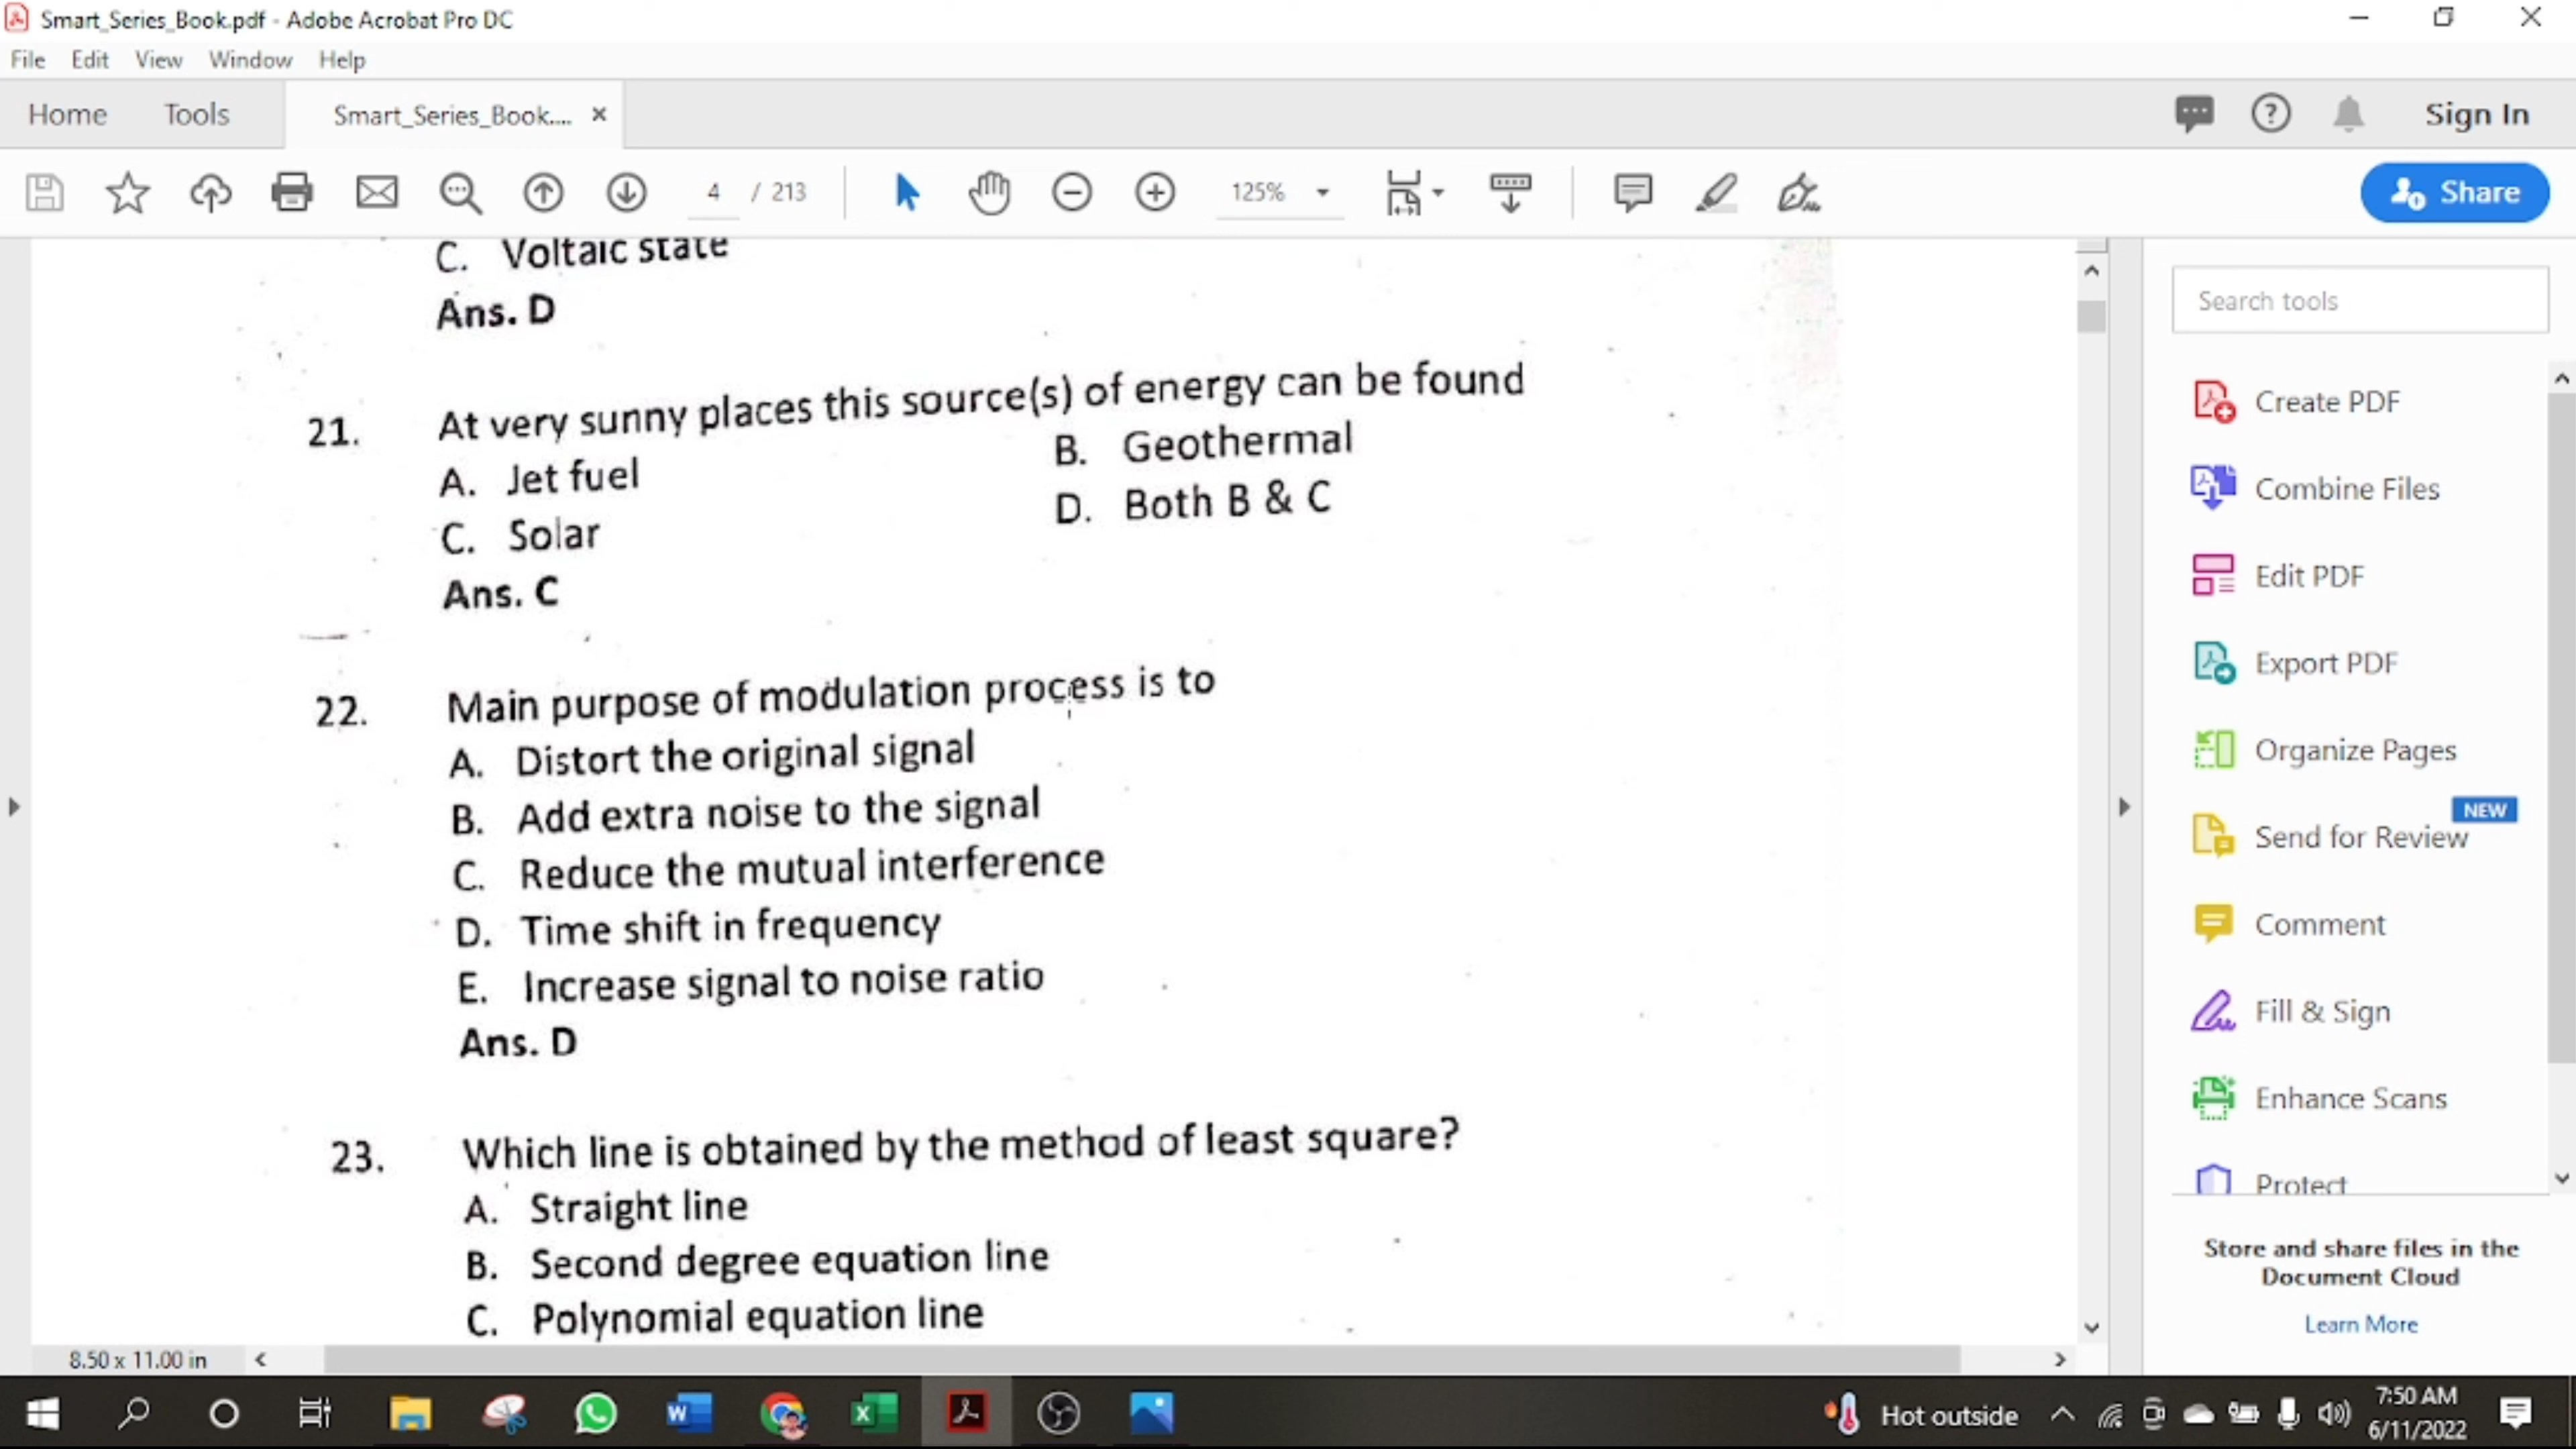 Smart_Series_Book.pdf - Adobe Acrobat Pro DC
File Edit View Window Help
Home Tools Smart_Series_Book.... × Sign In
4 / 213 125% Share
C. Voltaic state
Ans. D
21. At very sunny places this source(s) of energy can be found
A. Jet fuel B. Geothermal
C. Solar D. Both B & C
Ans. C
22. Main purpose of modulation process is to
A. Distort the original signal
B. Add extra noise to the signal
C. Reduce the mutual interference
D. Time shift in frequency
E. Increase signal to noise ratio
Ans. D
23. Which line is obtained by the method of least square?
A. Straight line
B. Second degree equation line
C. Polynomial equation line
8.50 x 11.00 in
Search tools
Create PDF
Combine Files
Edit PDF
Export PDF
Organize Pages
NEW
Send for Review
Comment
Fill & Sign
Enhance Scans
Protect
Store and share files in the
Document Cloud
Learn More
Hot outside
7:50 AM
6/11/2022